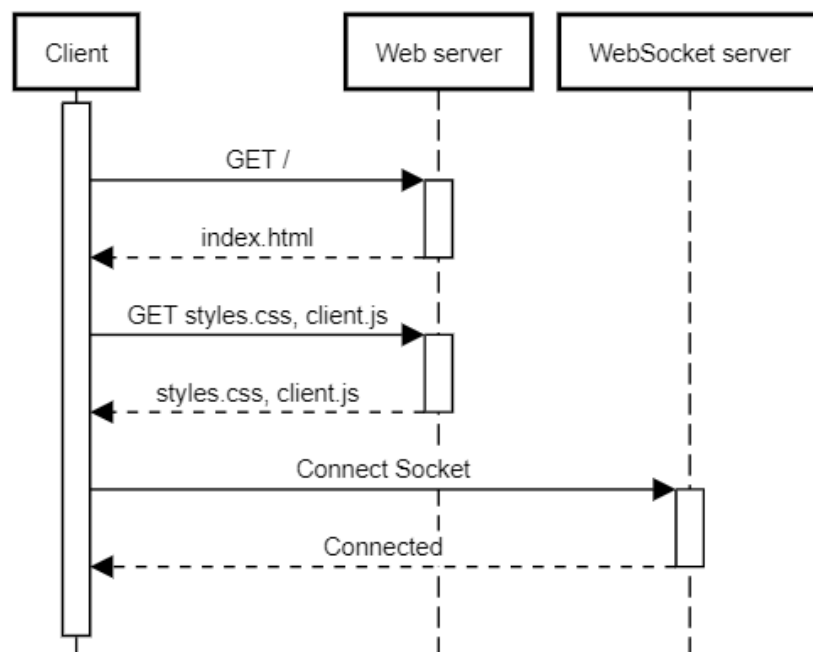 Client
Web server
WebSocket server
GET /
index.html
GET styles.css, client.js
styles.css, client.js
Connect Socket
Connected